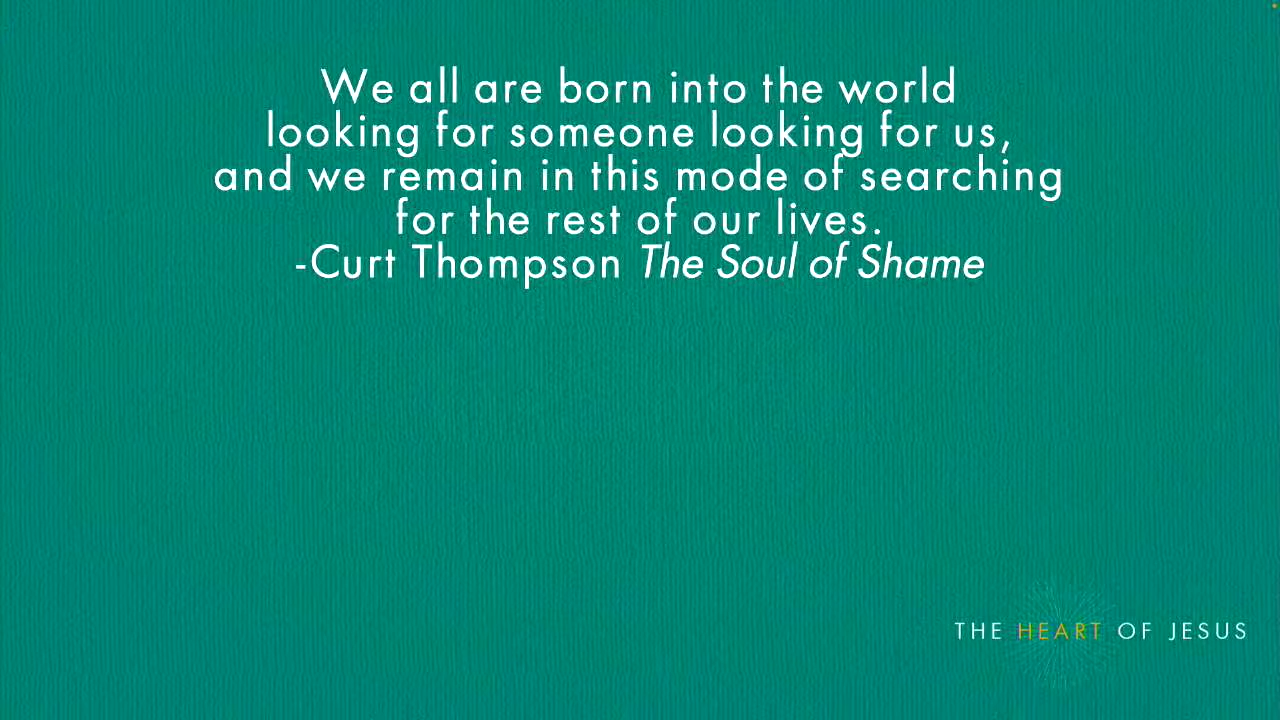 We all are born into the world
looking for someone looking for us,
and we remain in this mode of searching
for the rest of our lives.
-Curt Thompson The Soul of Shame
THE HEART OF JESUS